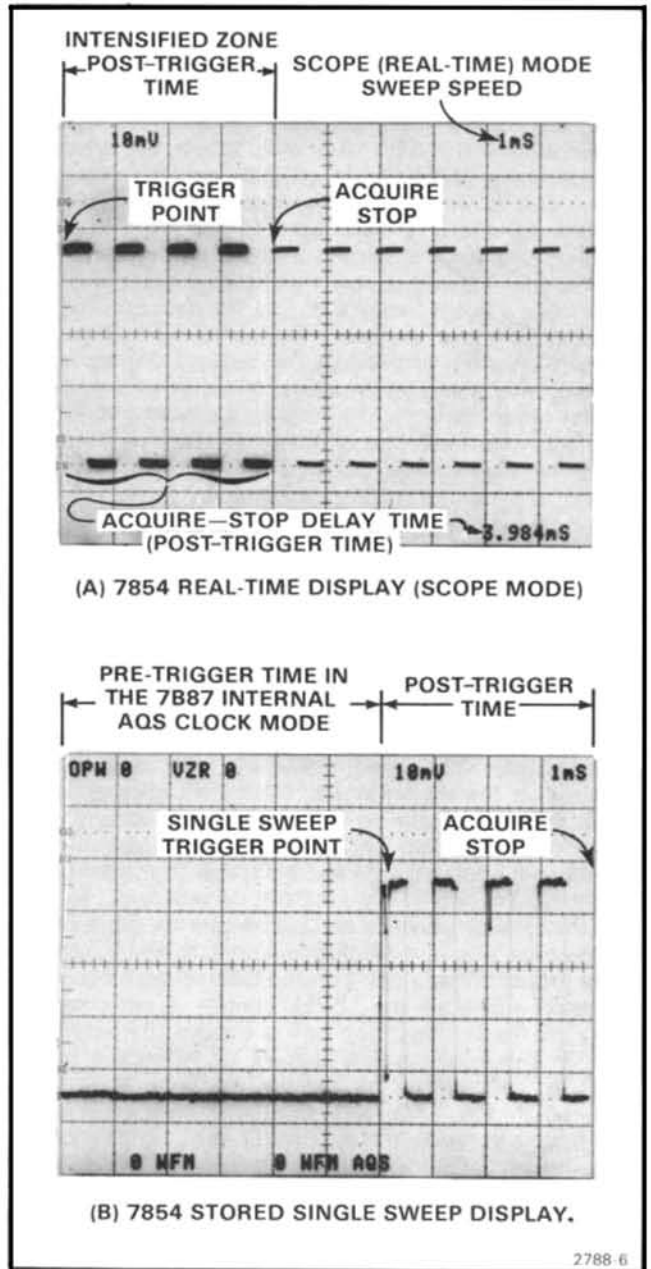 INTENSIFIED ZONE
POST-TRIGGER
TIME
SCOPE (REAL-TIME) MODE
SWEEP SPEED
10mV
1mS
TRIGGER
POINT
ACQUIRE
STOP
ACQUIRE—STOP DELAY TIME
(POST-TRIGGER TIME)
3.984mS
(A) 7854 REAL-TIME DISPLAY (SCOPE MODE)
PRE-TRIGGER TIME IN
THE 7B87 INTERNAL
AQS CLOCK MODE
POST-TRIGGER
TIME
OPW 0 VZR 0 10mV 1mS
SINGLE SWEEP
TRIGGER POINT
ACQUIRE
STOP
0 WFM 0 WFM AQS
(B) 7854 STORED SINGLE SWEEP DISPLAY.
2788-6